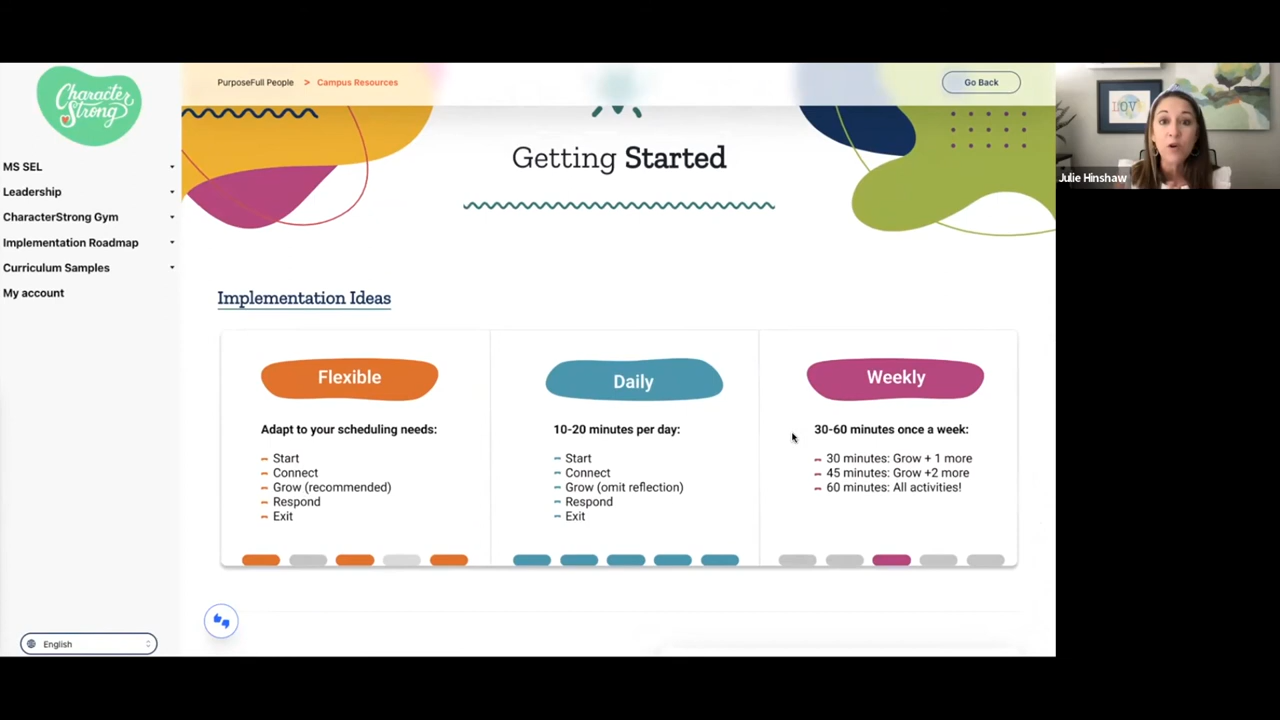 Character
Strong
MS SEL
Leadership
CharacterStrong Gym
Implementation Roadmap
Curriculum Samples
My account
English
PurposeFull People > Campus Resources
Go Back
Getting Started
Implementation Ideas
Flexible
Adapt to your scheduling needs:
Start
Connect
Grow (recommended)
Respond
Exit
Daily
10-20 minutes per day:
Start
Connect
Grow (omit reflection)
Respond
Exit
Weekly
30-60 minutes once a week:
30 minutes: Grow + 1 more
45 minutes: Grow +2 more
60 minutes: All activities!
LOV
Julie Hinshaw